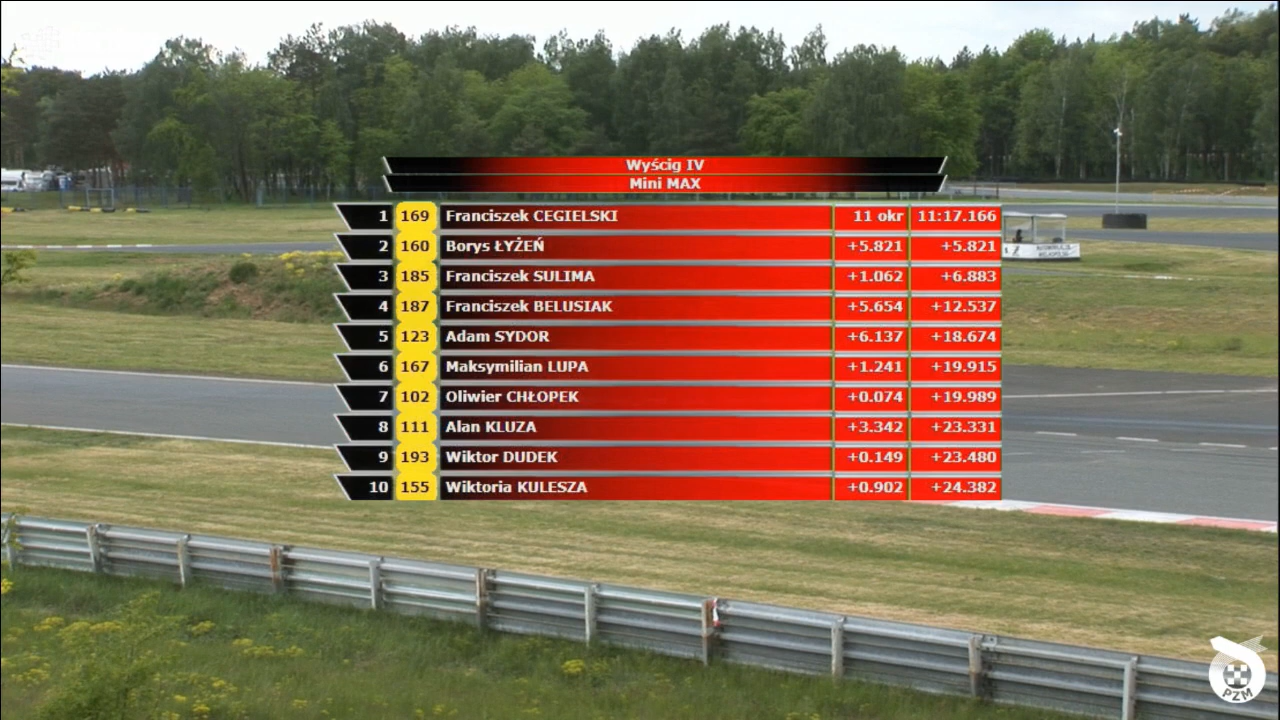 Wyścig IV
Mini MAX
1 169 Franciszek CEGIELSKI 11 okr 11:17.166
2 160 Borys ŁYŻEŃ +5.821 +5.821
3 185 Franciszek SULIMA +1.062 +6.883
4 187 Franciszek BELUSIAK +5.654 +12.537
5 123 Adam SYDOR +6.137 +18.674
6 167 Maksymilian LUPA +1.241 +19.915
7 102 Oliwier CHŁOPEK +0.074 +19.989
8 111 Alan KLUZA +3.342 +23.331
9 193 Wiktor DUDEK +0.149 +23.480
10 155 Wiktoria KULESZA +0.902 +24.382
PZM